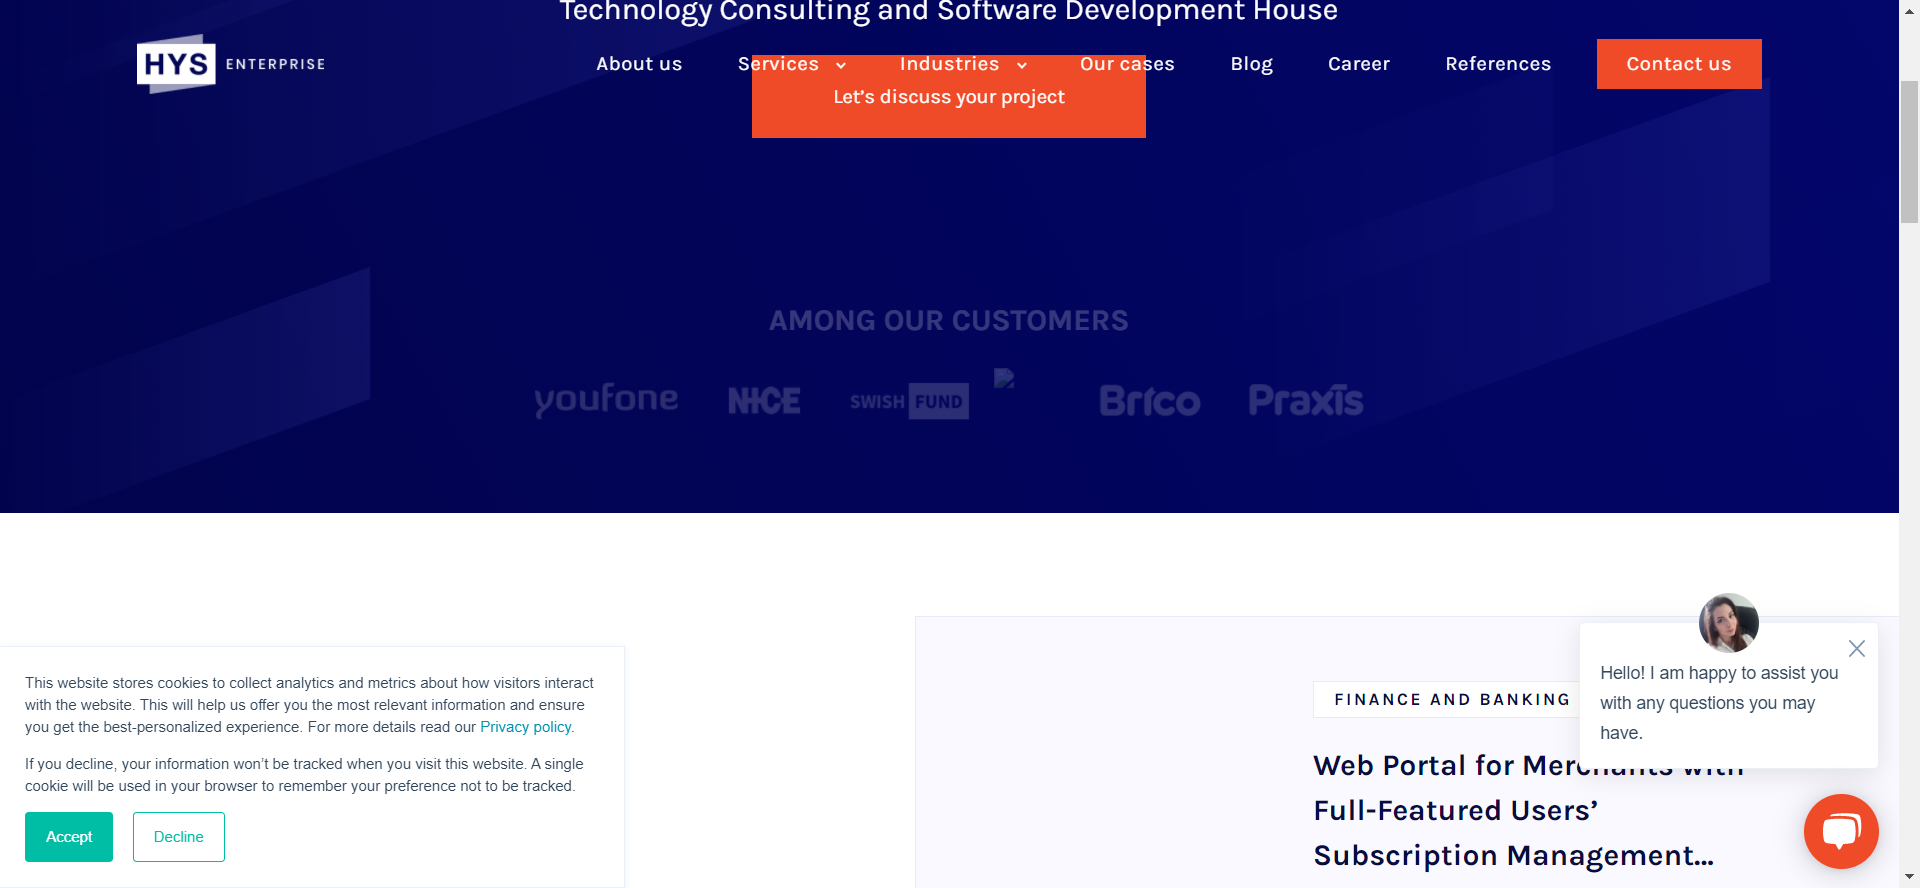 Technology Consulting and Software Development House
HYS ENTERPRISE
About us
Services
Industries
Our cases
Blog
Career
References
Contact us
Let’s discuss your project
AMONG OUR CUSTOMERS
youfone
NICE
SWISH FUND
Brico
Praxis
This website stores cookies to collect analytics and metrics about how visitors interact
with the website. This will help us offer you the most relevant information and ensure
you get the best-personalized experience. For more details read our Privacy policy.
If you decline, your information won’t be tracked when you visit this website. A single
cookie will be used in your browser to remember your preference not to be tracked.
Accept
Decline
FINANCE AND BANKING
Web Portal for Merchants with
Full-Featured Users’
Subscription Management...
Hello! I am happy to assist you
with any questions you may
have.